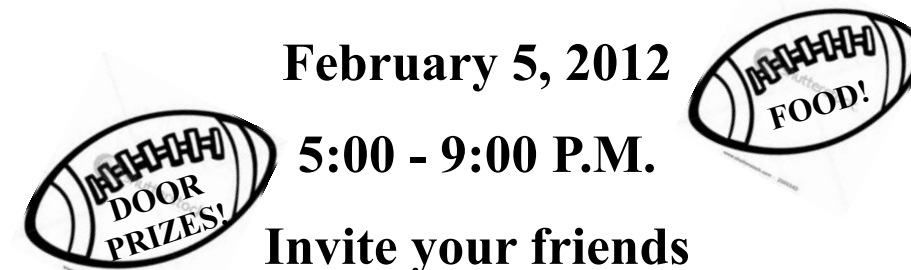 February 5, 2012
FOOD!
5:00 - 9:00 P.M.
DOOR
PRIZES!
Invite your friends